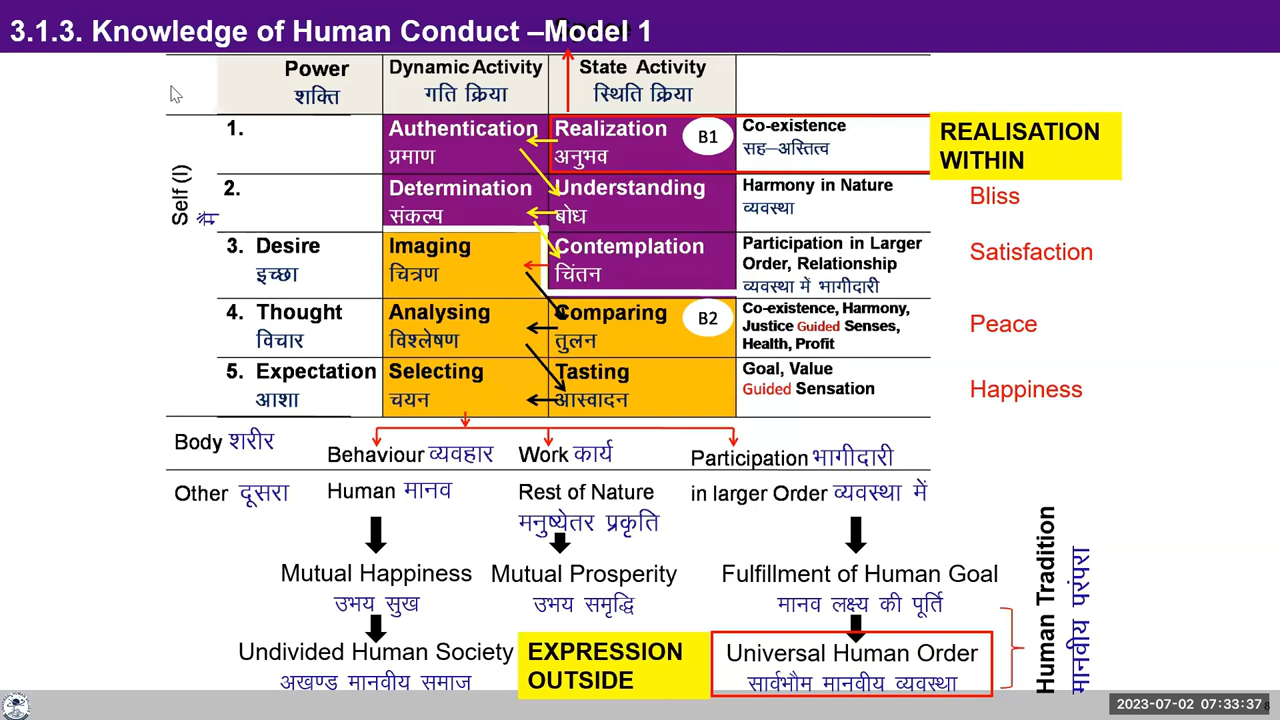 3.1.3. Knowledge of Human Conduct –Model 1
Power
शक्ति
Dynamic Activity
गति क्रिया
State Activity
स्थिति क्रिया
Self (I)
मैं
1.
Authentication
प्रमाण
Realization
अनुभव
B1
Co-existence
सह–अस्तित्व
REALISATION
WITHIN
2.
Determination
संकल्प
Understanding
बोध
Harmony in Nature
व्यवस्था
Bliss
3. Desire
इच्छा
Imaging
चित्रण
Contemplation
चिंतन
Participation in Larger
Order, Relationship
व्यवस्था में भागीदारी
Satisfaction
4. Thought
विचार
Analysing
विश्लेषण
Comparing
तुलन
B2
Co-existence, Harmony,
Justice Guided Senses,
Health, Profit
Peace
5. Expectation
आशा
Selecting
चयन
Tasting
आस्वादन
Goal, Value
Guided Sensation
Happiness
Body शरीर
Behaviour व्यवहार
Work कार्य
Participation भागीदारी
Other दूसरा
Human मानव
Rest of Nature
मनुष्येतर प्रकृति
in larger Order व्यवस्था में
Mutual Happiness
उभय सुख
Mutual Prosperity
उभय समृद्धि
Fulfillment of Human Goal
मानव लक्ष्य की पूर्ति
Undivided Human Society
अखण्ड मानवीय समाज
EXPRESSION
OUTSIDE
Universal Human Order
सार्वभौम मानवीय व्यवस्था
Human Tradition
मानवीय परंपरा
2023-07-02 07:33:37
8